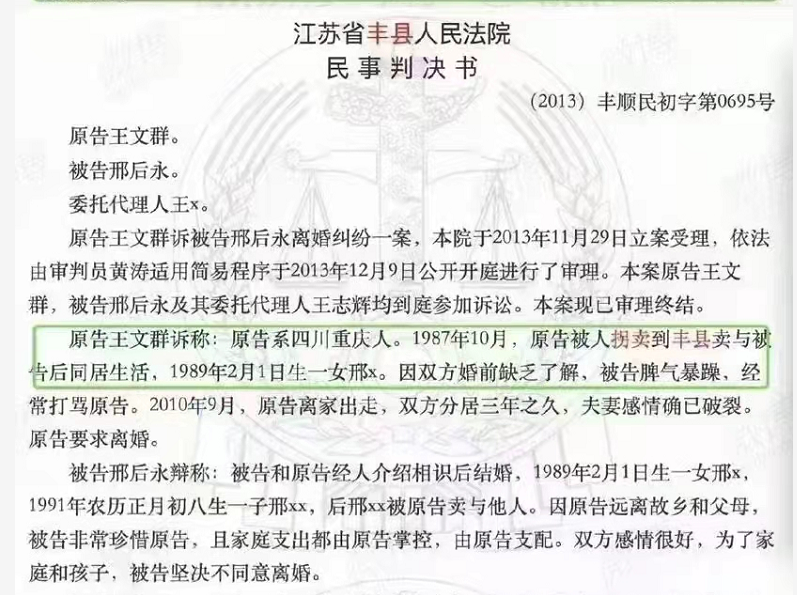 江苏省丰县人民法院
民事判决书
（2013）丰顺民初字第0695号
原告王文群。
被告邢后永。
委托代理人王x。
原告王文群诉被告邢后永离婚纠纷一案，本院于2013年11月29日立案受理，依法
由审判员黄涛适用简易程序于2013年12月9日公开开庭进行了审理。本案原告王文
群，被告邢后永及其委托代理人王志辉均到庭参加诉讼。本案现已审理终结。
原告王文群诉称：原告系四川重庆人。1987年10月，原告被人拐卖到丰县卖与被
告后同居生活，1989年2月1日生一女邢x。因双方婚前缺乏了解，被告脾气暴躁，经
常打骂原告。2010年9月，原告离家出走，双方分居三年之久，夫妻感情确已破裂。
原告要求离婚。
被告邢后永辩称：被告和原告经人介绍相识后结婚，1989年2月1日生一女邢x，
1991年农历正月初八生一子邢xx，后邢xx被原告卖与他人。因原告远离故乡和父母，
被告非常珍惜原告，且家庭支出都由原告掌控，由原告支配。双方感情很好，为了家
庭和孩子，被告坚决不同意离婚。